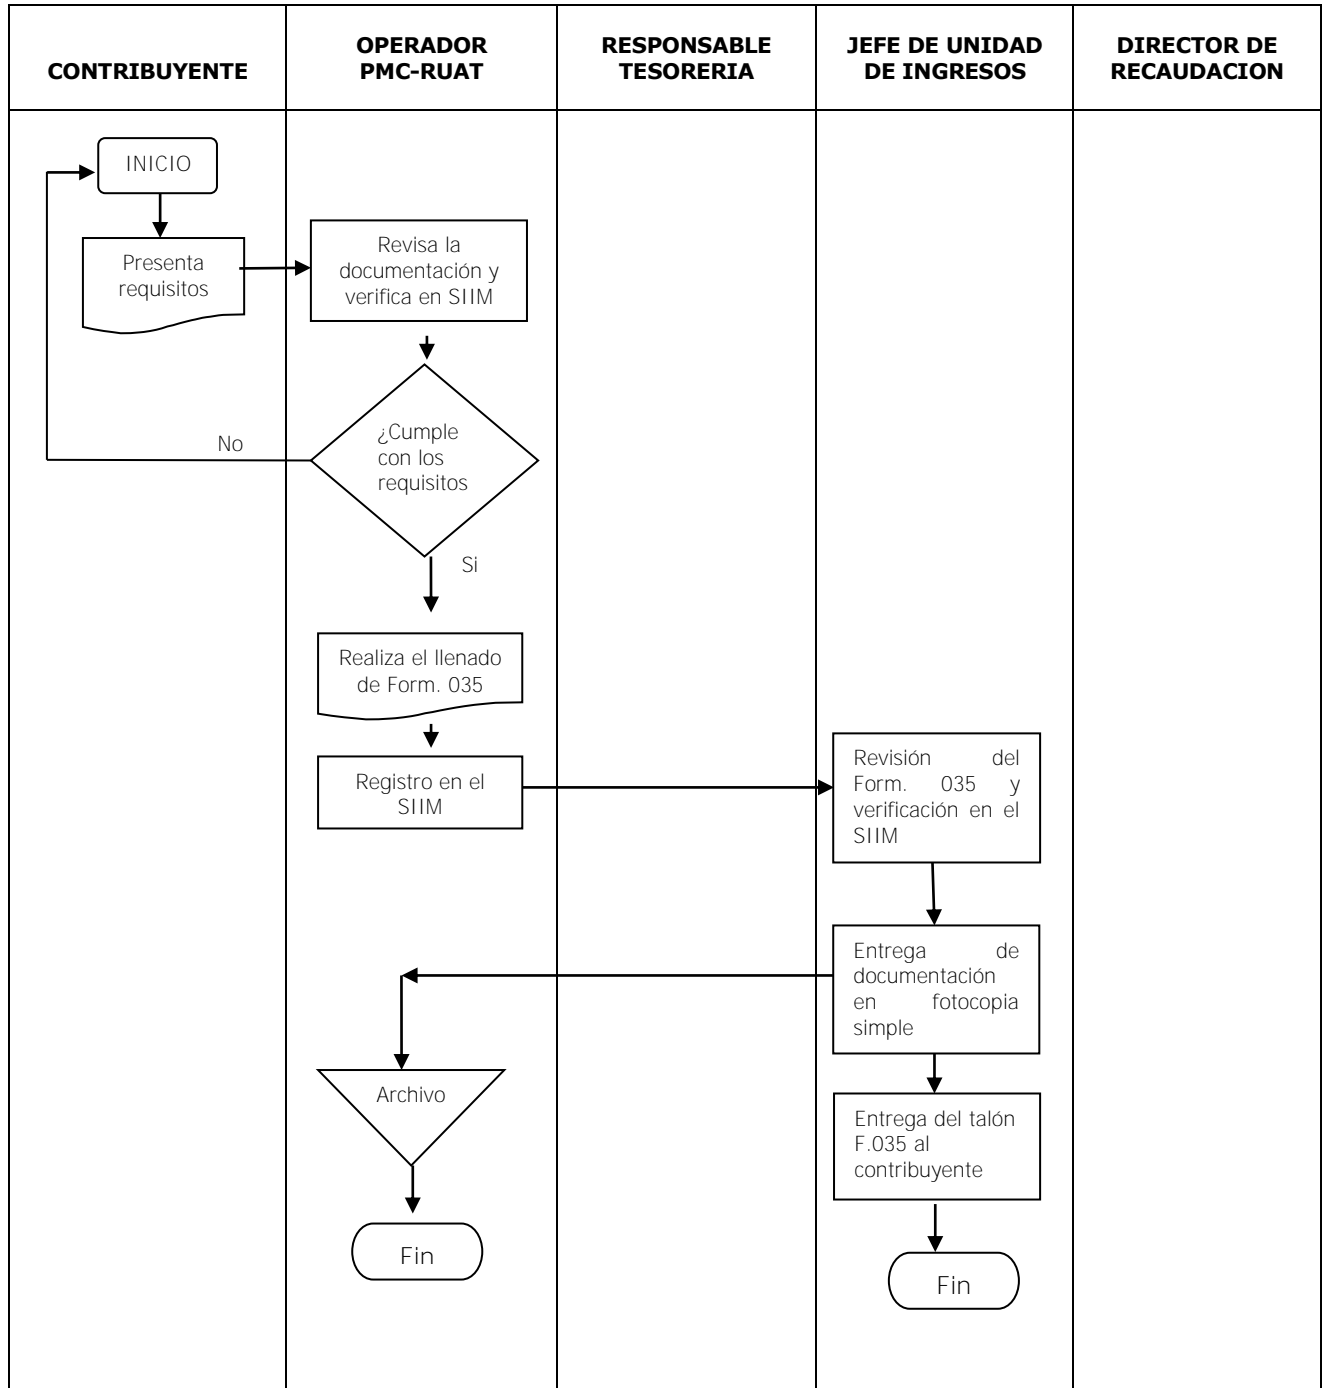 CONTRIBUYENTE
OPERADOR
PMC-RUAT
RESPONSABLE
TESORERIA
JEFE DE UNIDAD
DE INGRESOS
DIRECTOR DE
RECAUDACION
INICIO
Presenta
requisitos
Revisa la
documentación y
verifica en SIIM
¿Cumple
con los
requisitos
No
Si
Realiza el llenado
de Form. 035
Registro en el
SIIM
Revisión del
Form. 035 y
verificación en el
SIIM
Entrega de
documentación
en fotocopia
simple
Archivo
Entrega del talón
F.035 al
contribuyente
Fin
Fin